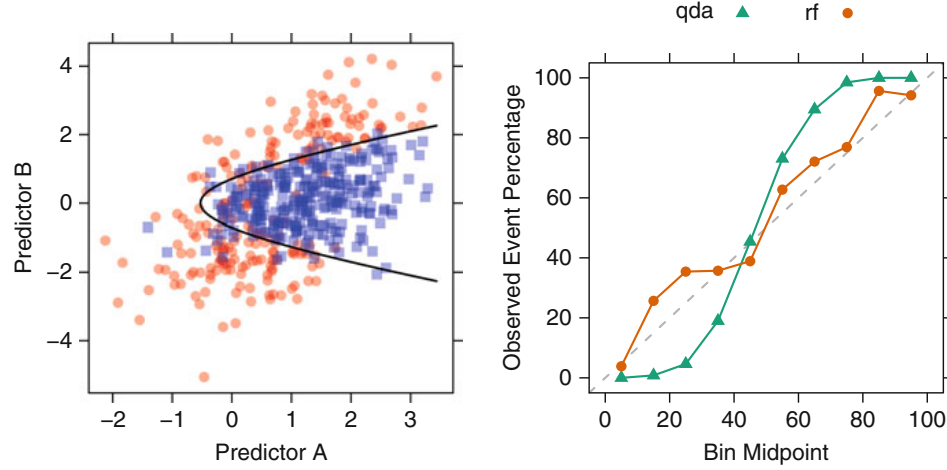 qda rf
4
2
0
−2
−4
Predictor B
−2 −1 0 1 2 3
Predictor A
100
80
60
40
20
0
Observed Event Percentage
0 20 40 60 80 100
Bin Midpoint